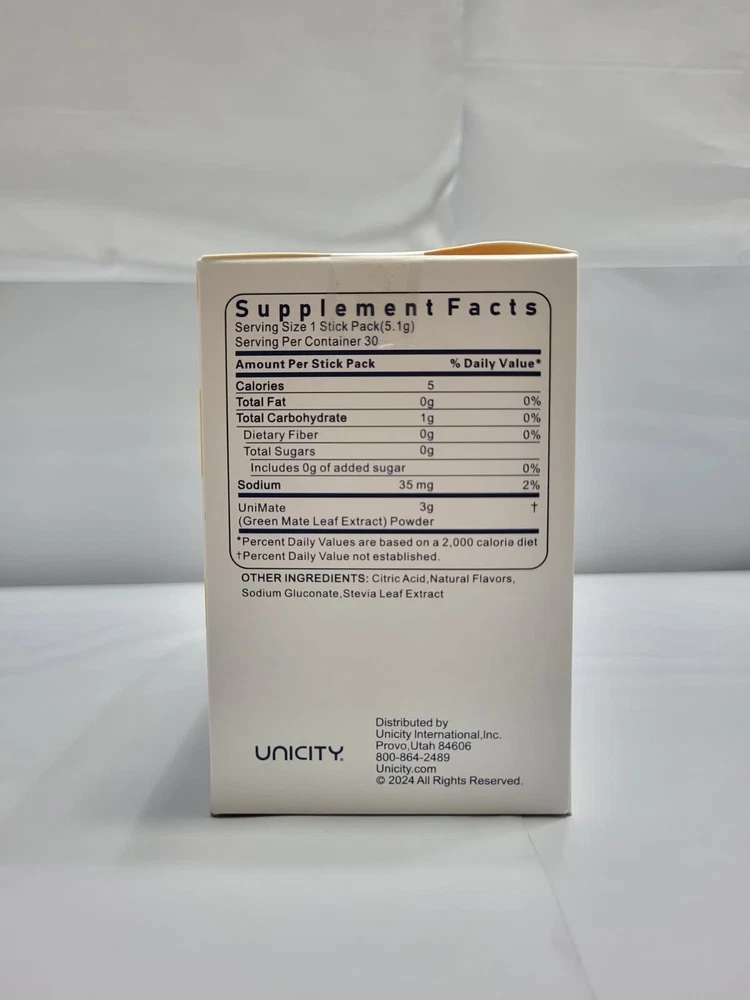 Supplement Facts
Serving Size 1 Stick Pack(5.1g)
Serving Per Container 30
Amount Per Stick Pack % Daily Value*
Calories 5
Total Fat 0g 0%
Total Carbohydrate 1g 0%
Dietary Fiber 0g 0%
Total Sugars 0g
Includes 0g of added sugar 0%
Sodium 35 mg 2%
UniMate 3g †
(Green Mate Leaf Extract) Powder
*Percent Daily Values are based on a 2,000 caloria diet
†Percent Daily Value not established.
OTHER INGREDIENTS: Citric Acid,Natural Flavors,
Sodium Gluconate,Stevia Leaf Extract
UNICITY
Distributed by
Unicity International,Inc.
Provo,Utah 84606
800-864-2489
Unicity.com
© 2024 All Rights Reserved.